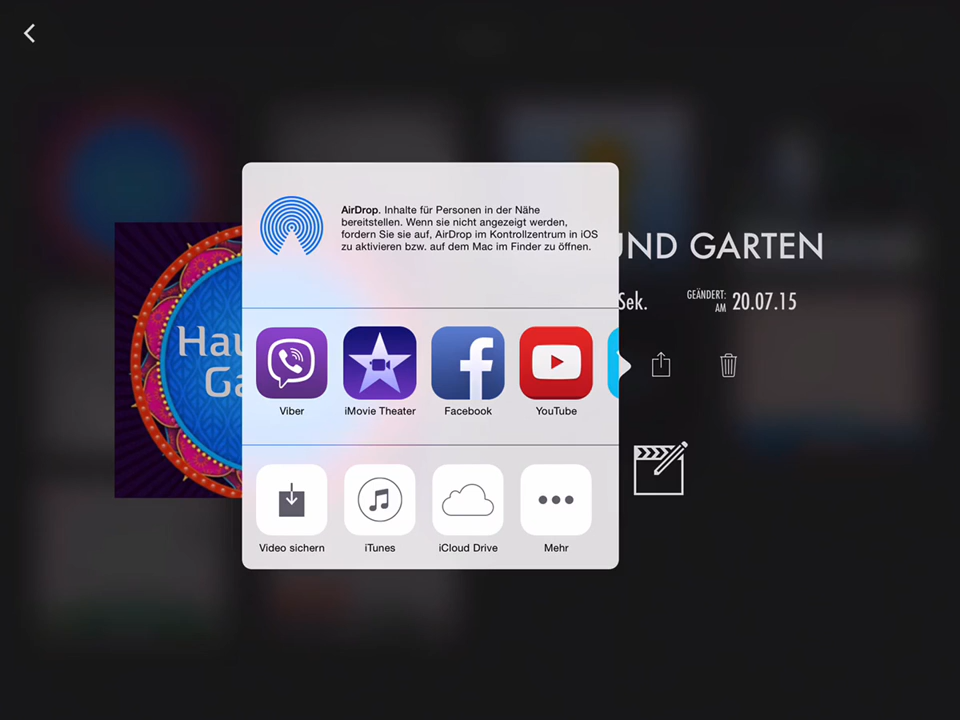 AirDrop. Inhalte für Personen in der Nähe
bereitstellen. Wenn sie nicht angezeigt werden,
fordern Sie sie auf, AirDrop im Kontrollzentrum in iOS
zu aktivieren bzw. auf dem Mac im Finder zu öffnen.
UND GARTEN
Sek.
GEÄNDERT:
AM 20.07.15
Hau
Ga
Viber
iMovie Theater
Facebook
YouTube
Video sichern
iTunes
iCloud Drive
Mehr